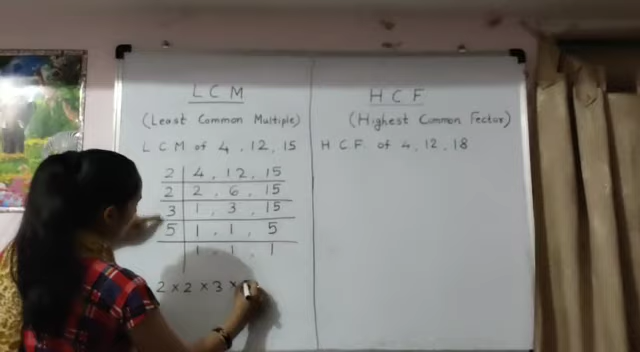 LCM
(Least Common Multiple)
LCM of 4, 12, 15
2 | 4, 12, 15
2 | 2, 6, 15
3 | 1, 3, 15
5 | 1, 1, 5
1, 1, 1
2 × 2 × 3 ×
HCF
(Highest Common Fector)
H.C.F. of 4, 12, 18